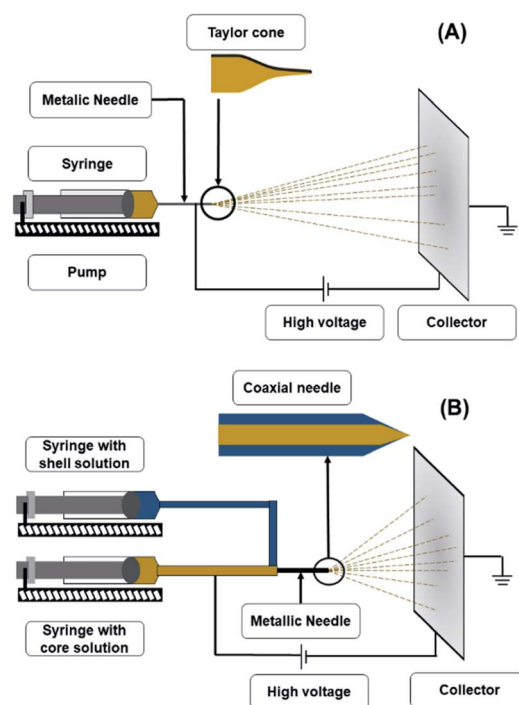 Taylor cone
(A)
Metalic Needle
Syringe
Pump
High voltage
Collector
Coaxial needle
(B)
Syringe with
shell solution
Syringe with
core solution
Metallic Needle
High voltage
Collector